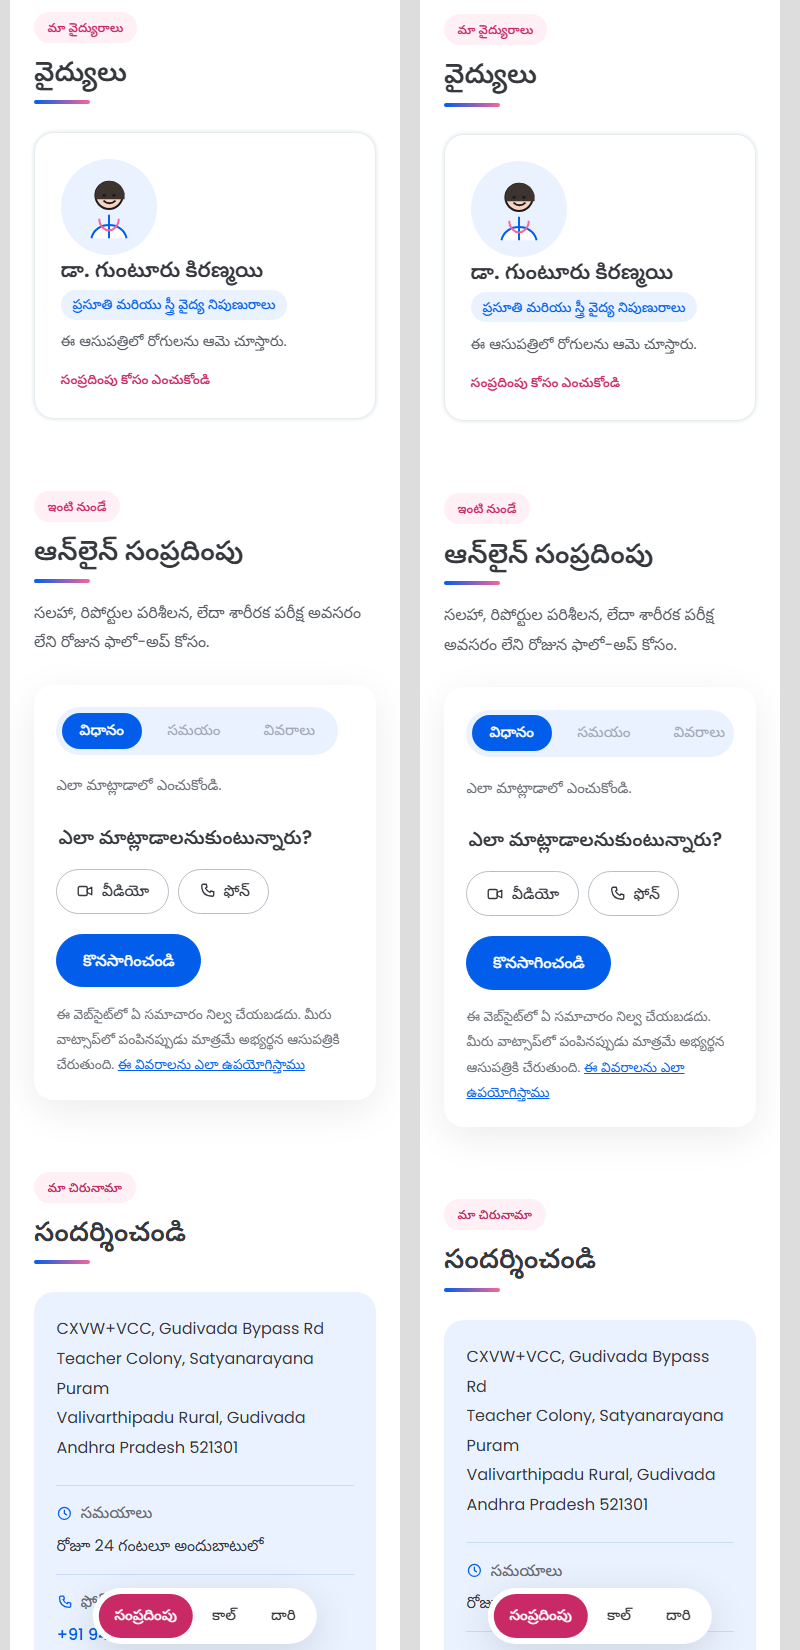 మా వైద్యురాలు
వైద్యులు
డా. గుంటూరు కిరణ్మయి
ప్రసూతి మరియు స్త్రీ వైద్య నిపుణురాలు
ఈ ఆసుపత్రిలో రోగులను ఆమె చూస్తారు.
సంప్రదింపు కోసం ఎంచుకోండి
ఇంటి నుండే
ఆన్‌లైన్ సంప్రదింపు
సలహా, రిపోర్టుల పరిశీలన, లేదా శారీరక పరీక్ష అవసరం
లేని రోజున ఫాలో-అప్ కోసం.
విధానం సమయం వివరాలు
ఎలా మాట్లాడాలో ఎంచుకోండి.
ఎలా మాట్లాడాలనుకుంటున్నారు?
వీడియో ఫోన్
కొనసాగించండి
ఈ వెబ్‌సైట్‌లో ఏ సమాచారం నిల్వ చేయబడదు. మీరు
వాట్సాప్‌లో పంపినప్పుడు మాత్రమే అభ్యర్థన ఆసుపత్రికి
చేరుతుంది. ఈ వివరాలను ఎలా ఉపయోగిస్తాము
మా చిరునామా
సందర్శించండి
CXVW+VCC, Gudivada Bypass Rd
Teacher Colony, Satyanarayana
Puram
Valivarthipadu Rural, Gudivada
Andhra Pradesh 521301
సమయాలు
రోజూ 24 గంటలూ అందుబాటులో
సంప్రదింపు కాల్ దారి
+91
మా వైద్యురాలు
వైద్యులు
డా. గుంటూరు కిరణ్మయి
ప్రసూతి మరియు స్త్రీ వైద్య నిపుణురాలు
ఈ ఆసుపత్రిలో రోగులను ఆమె చూస్తారు.
సంప్రదింపు కోసం ఎంచుకోండి
ఇంటి నుండే
ఆన్‌లైన్ సంప్రదింపు
సలహా, రిపోర్టుల పరిశీలన, లేదా శారీరక పరీక్ష
అవసరం లేని రోజున ఫాలో-అప్ కోసం.
విధానం సమయం వివరాలు
ఎలా మాట్లాడాలో ఎంచుకోండి.
ఎలా మాట్లాడాలనుకుంటున్నారు?
వీడియో ఫోన్
కొనసాగించండి
ఈ వెబ్‌సైట్‌లో ఏ సమాచారం నిల్వ చేయబడదు.
మీరు వాట్సాప్‌లో పంపినప్పుడు మాత్రమే అభ్యర్థన
ఆసుపత్రికి చేరుతుంది. ఈ వివరాలను ఎలా
ఉపయోగిస్తాము
మా చిరునామా
సందర్శించండి
CXVW+VCC, Gudivada Bypass
Rd
Teacher Colony, Satyanarayana
Puram
Valivarthipadu Rural, Gudivada
Andhra Pradesh 521301
సమయాలు
సంప్రదింపు కాల్ దారి